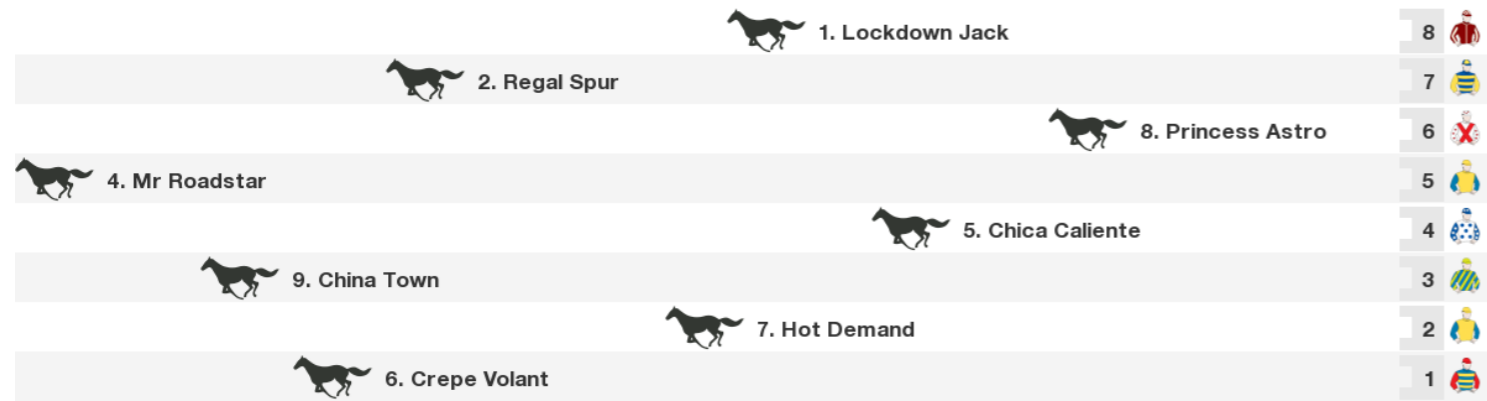 1. Lockdown Jack 8
2. Regal Spur 7
8. Princess Astro 6
4. Mr Roadstar 5
5. Chica Caliente 4
9. China Town 3
7. Hot Demand 2
6. Crepe Volant 1